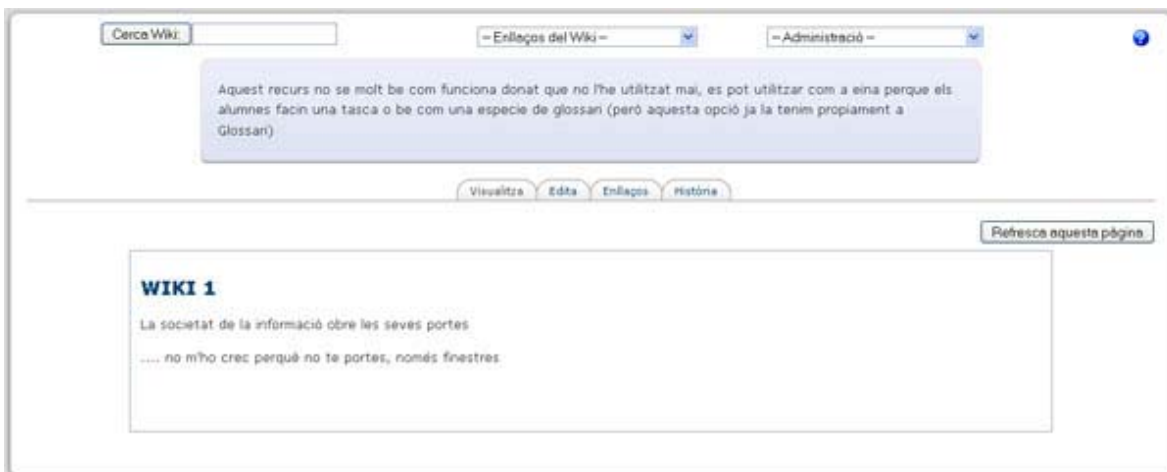 Cerca Wiki:
-- Enllaços del Wiki --
-- Administració --
Aquest recurs no se molt be com funciona donat que no l'he utilitzat mai, es pot utilitzar com a eina perque els
alumnes facin una tasca o be com una especie de glossari (però aquesta opció ja la tenim propiament a
Glossari)
Visualitza
Edita
Enllaços
Història
Refresca aquesta pàgina
WIKI 1
La societat de la informació obre les seves portes
.... no m'ho crec perquè no te portes, només finestres